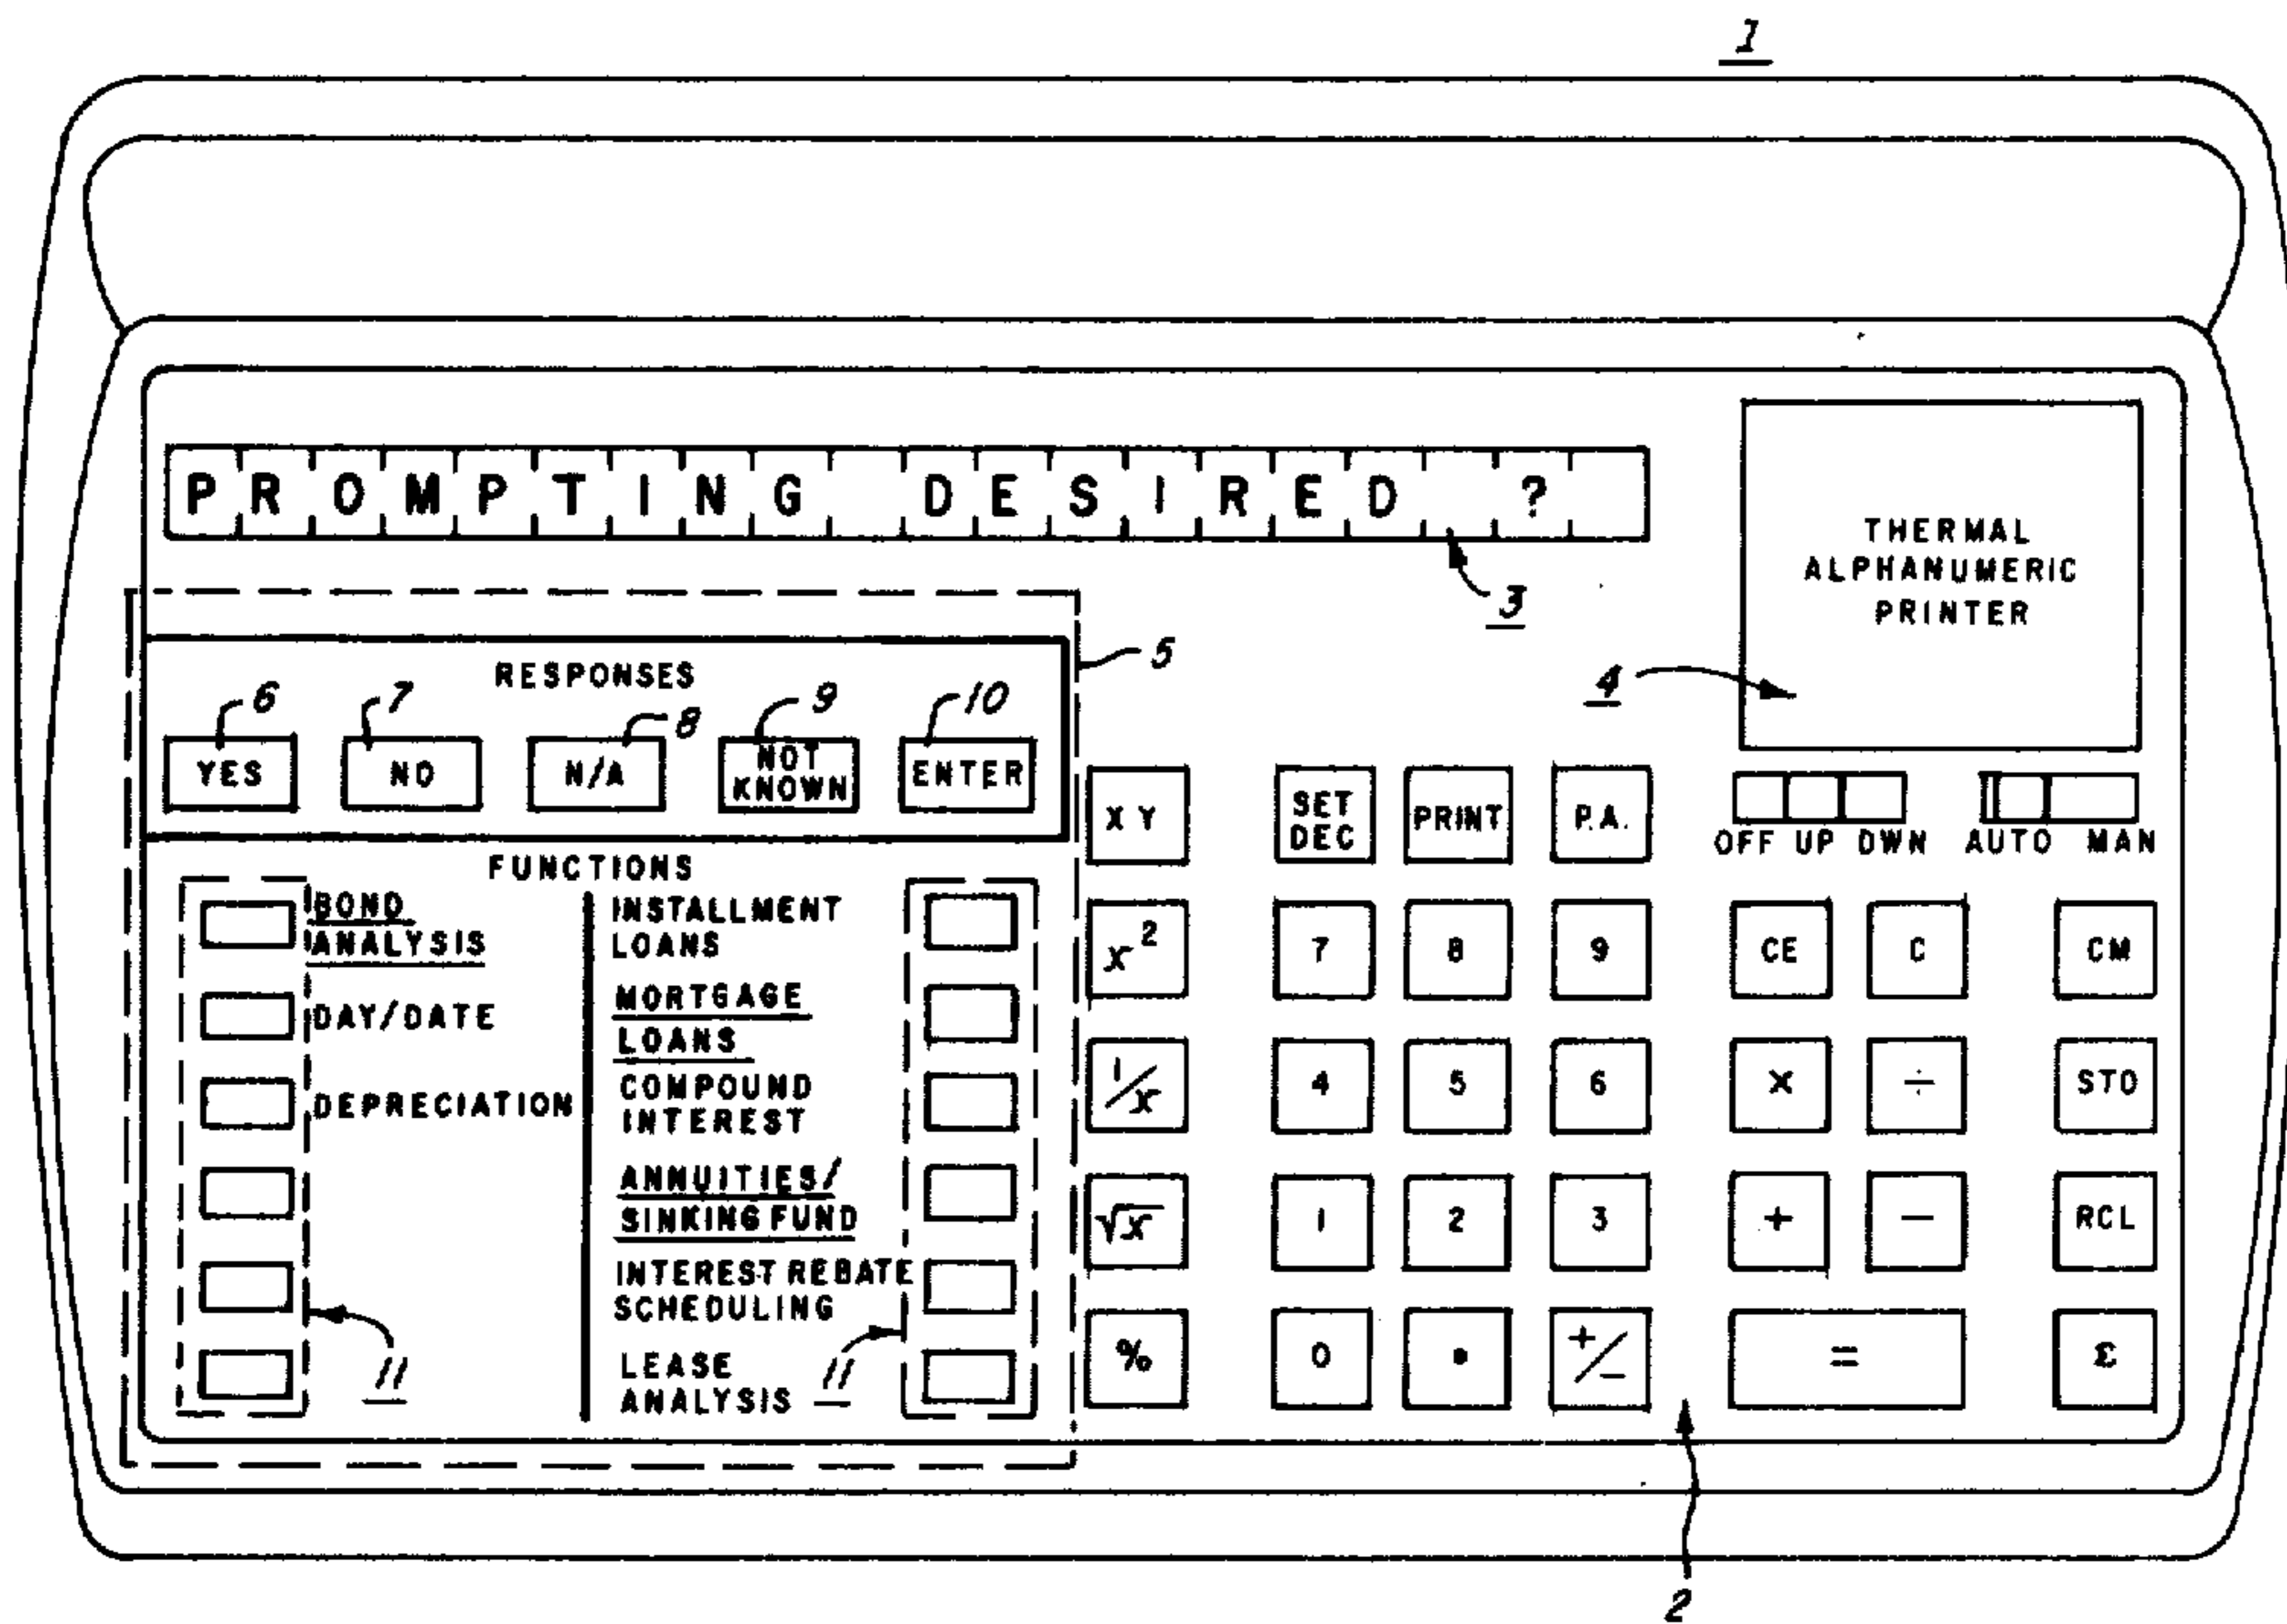 1
PROMPTING DESIRED ?
3
THERMAL
ALPHANUMERIC
PRINTER
4
5
RESPONSES
6 7 8 9 10
YES NO N/A NOT KNOWN ENTER
FUNCTIONS
BOND
ANALYSIS
DAY/DATE
DEPRECIATION
11
INSTALLMENT
LOANS
MORTGAGE
LOANS
COMPOUND
INTEREST
ANNUITIES/
SINKING FUND
INTEREST REBATE
SCHEDULING
LEASE
ANALYSIS
11
X Y SET DEC PRINT P.A.
OFF UP DWN AUTO MAN
x² 7 8 9 CE C CM
1/x 4 5 6 × ÷ STO
√x 1 2 3 + − RCL
% 0 • +/− = Σ
2